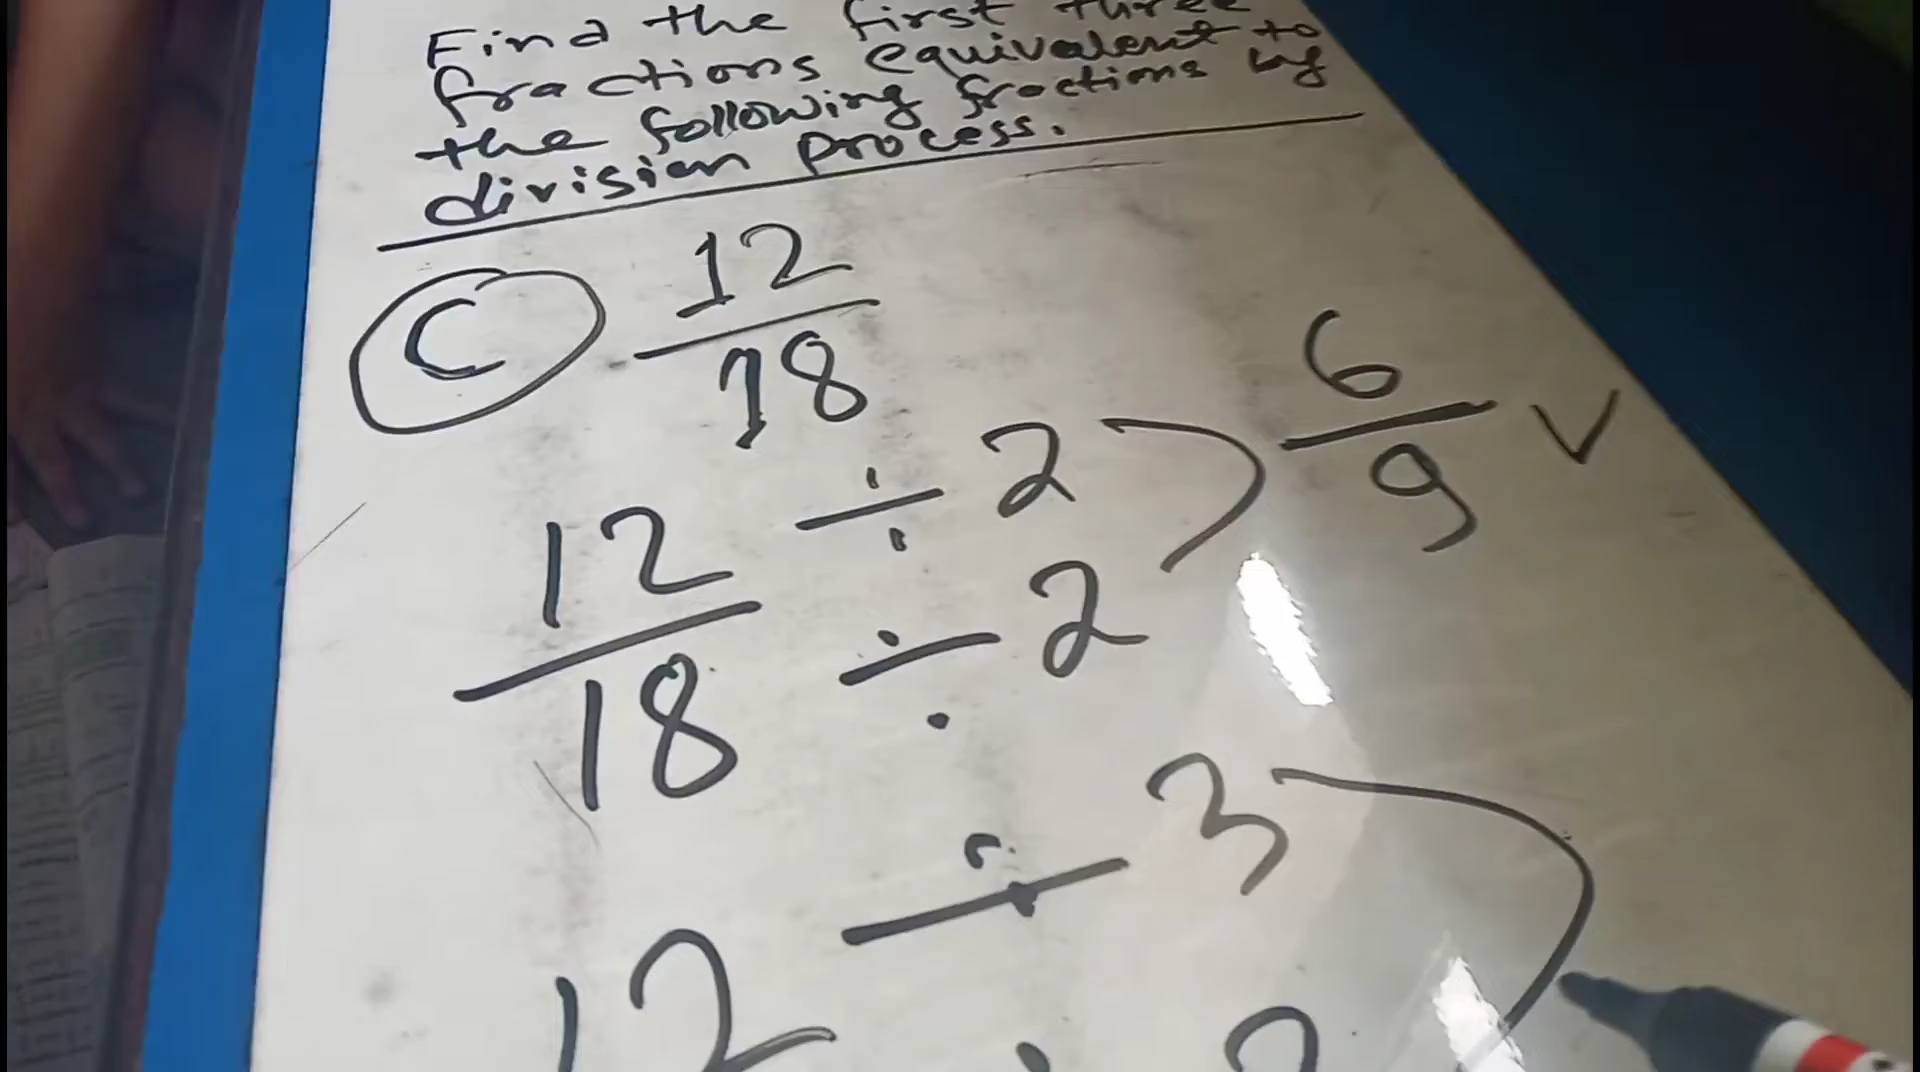 Find the first three
fractions equivalent to
the following fractions by
division process.
C 12/18
12 ÷ 2
18 ÷ 2
6/9 ✓
12 ÷ 3
÷